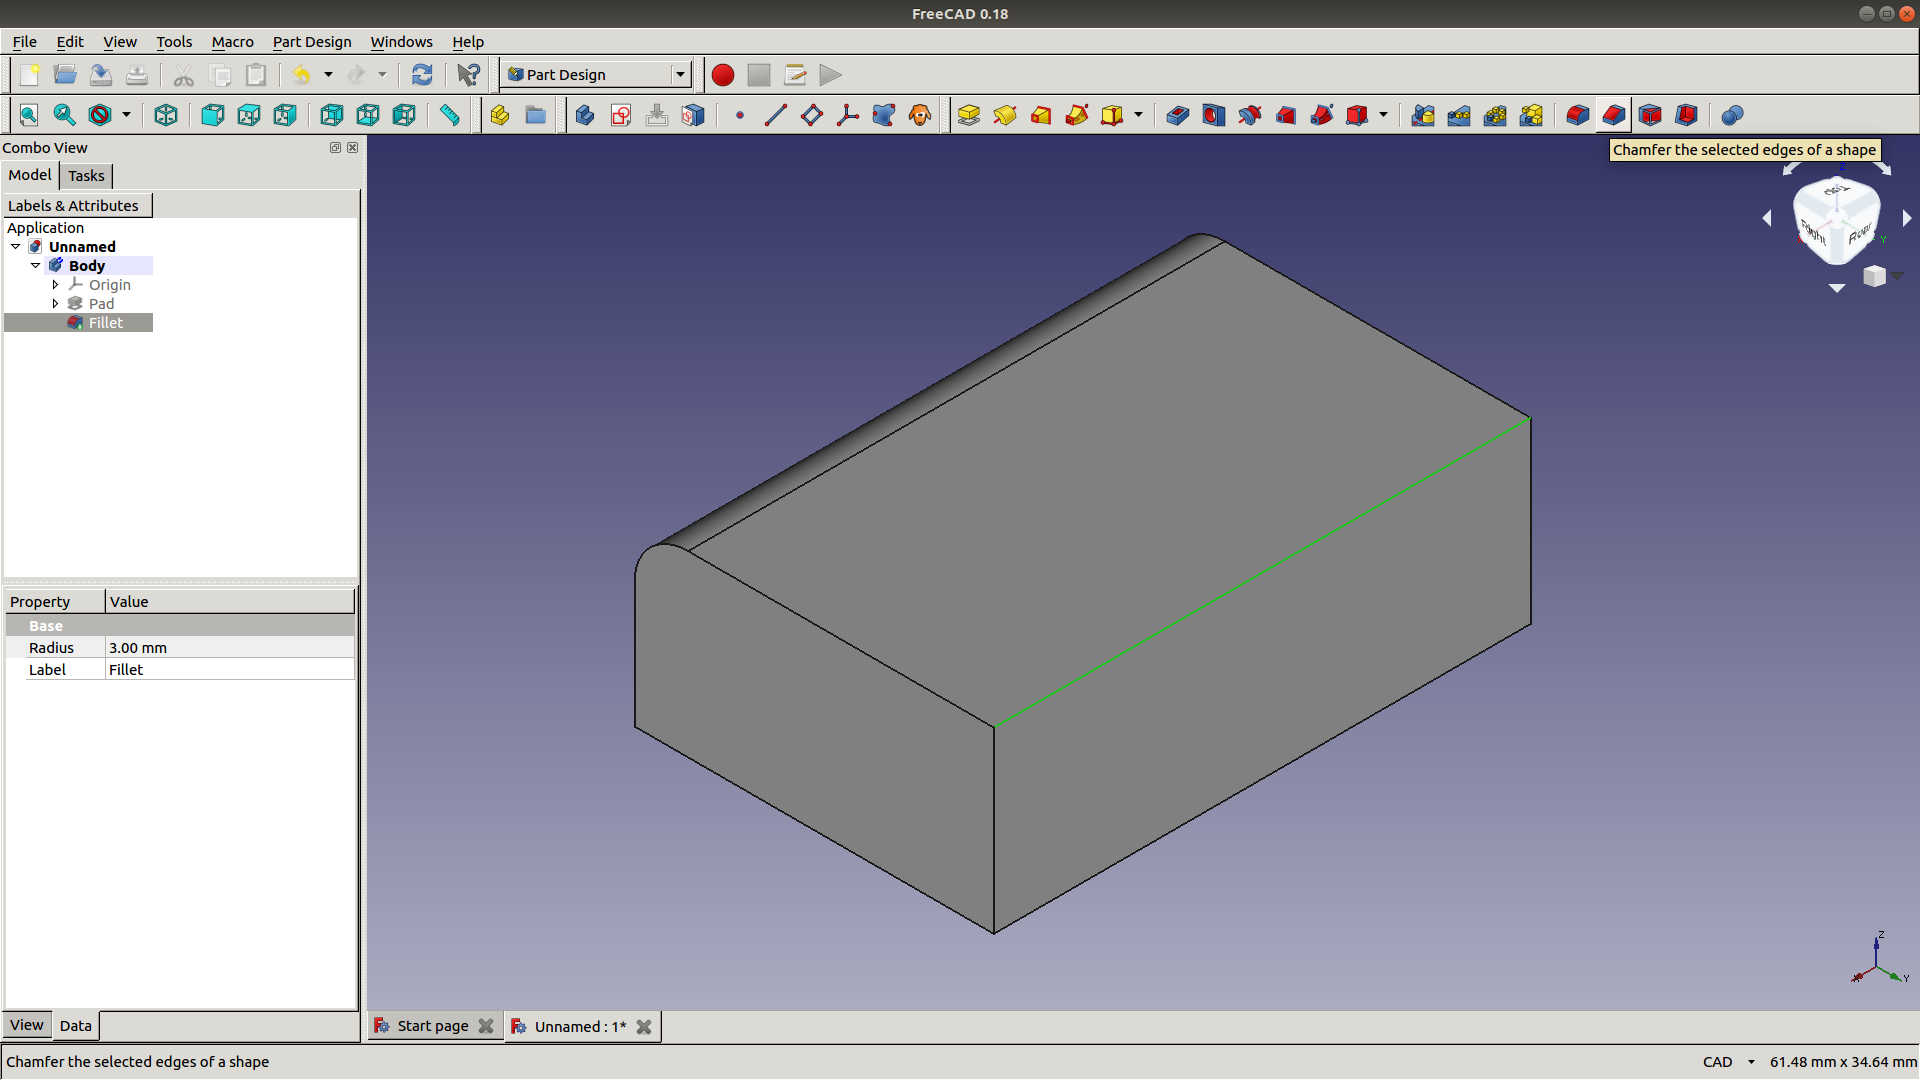 FreeCAD 0.18
File Edit View Tools Macro Part Design Windows Help
Part Design
Combo View
Chamfer the selected edges of a shape
Model Tasks
Labels & Attributes
Application
Unnamed
Body
Origin
Pad
Fillet
Top
Right
Rear
Z
X
Y
Property Value
Base
Radius 3.00 mm
Label Fillet
Z
X
Y
View Data
Start page Unnamed : 1*
Chamfer the selected edges of a shape CAD 61.48 mm x 34.64 mm